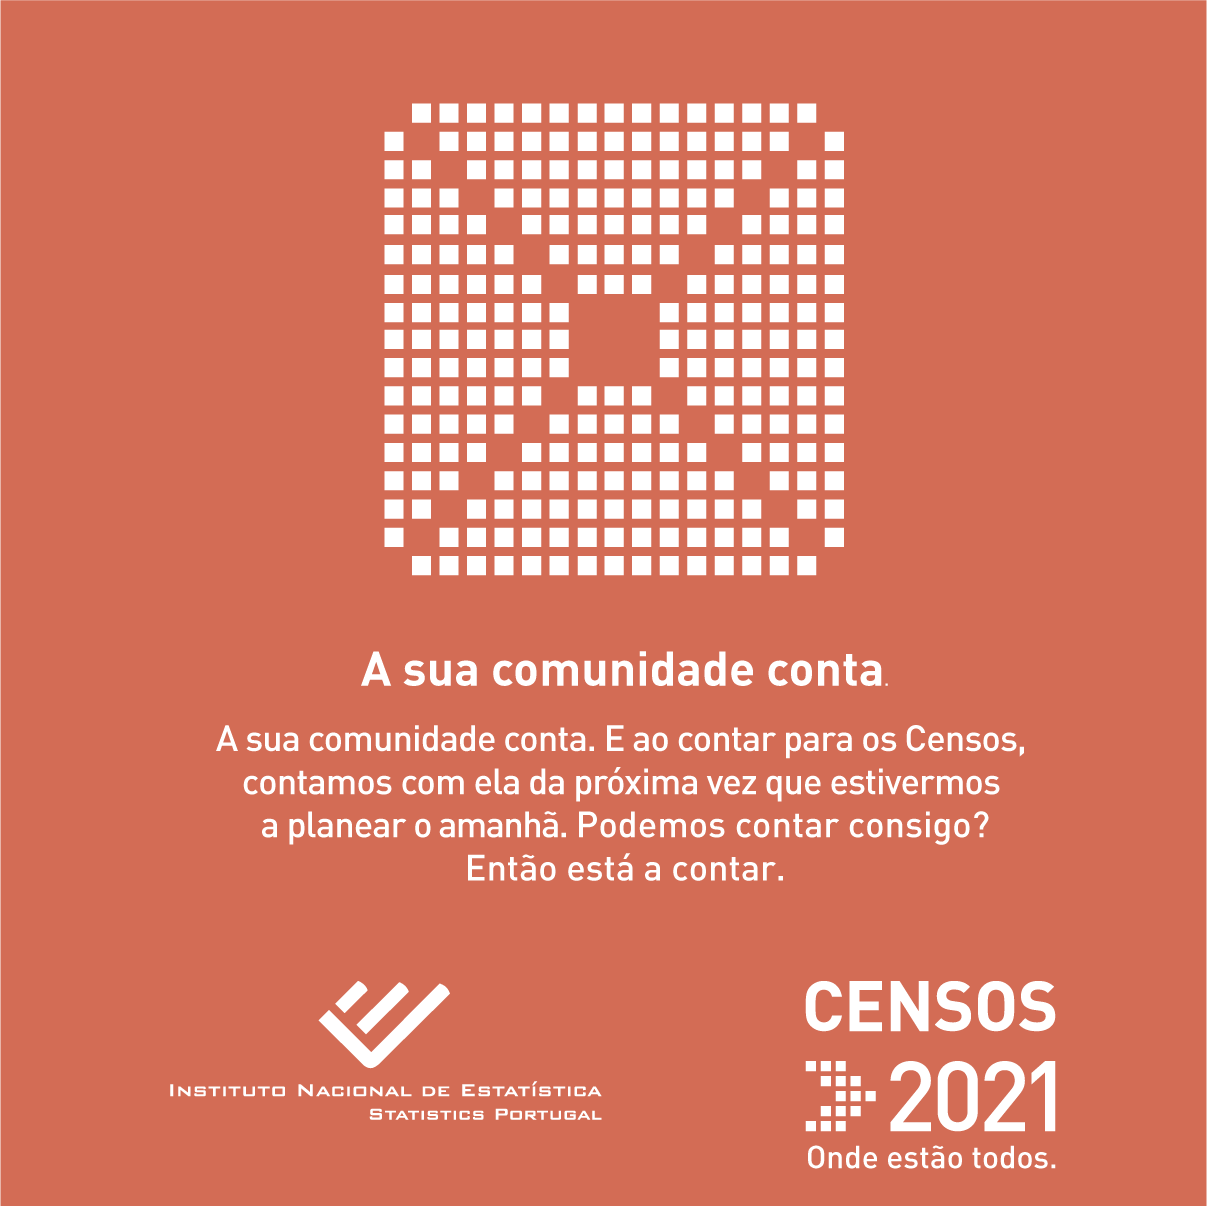 A sua comunidade conta.
A sua comunidade conta. E ao contar para os Censos,
contamos com ela da próxima vez que estivermos
a planear o amanhã. Podemos contar consigo?
Então está a contar.
INSTITUTO NACIONAL DE ESTATÍSTICA
STATISTICS PORTUGAL
CENSOS
2021
Onde estão todos.